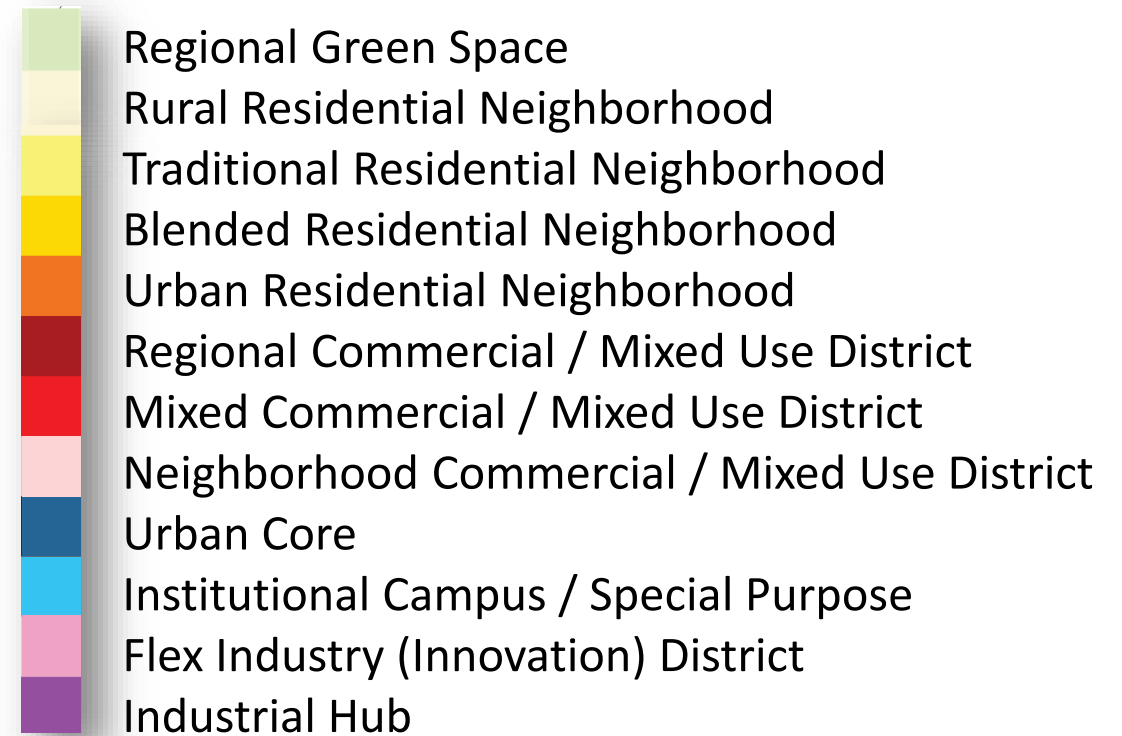 Regional Green Space
Rural Residential Neighborhood
Traditional Residential Neighborhood
Blended Residential Neighborhood
Urban Residential Neighborhood
Regional Commercial / Mixed Use District
Mixed Commercial / Mixed Use District
Neighborhood Commercial / Mixed Use District
Urban Core
Institutional Campus / Special Purpose
Flex Industry (Innovation) District
Industrial Hub